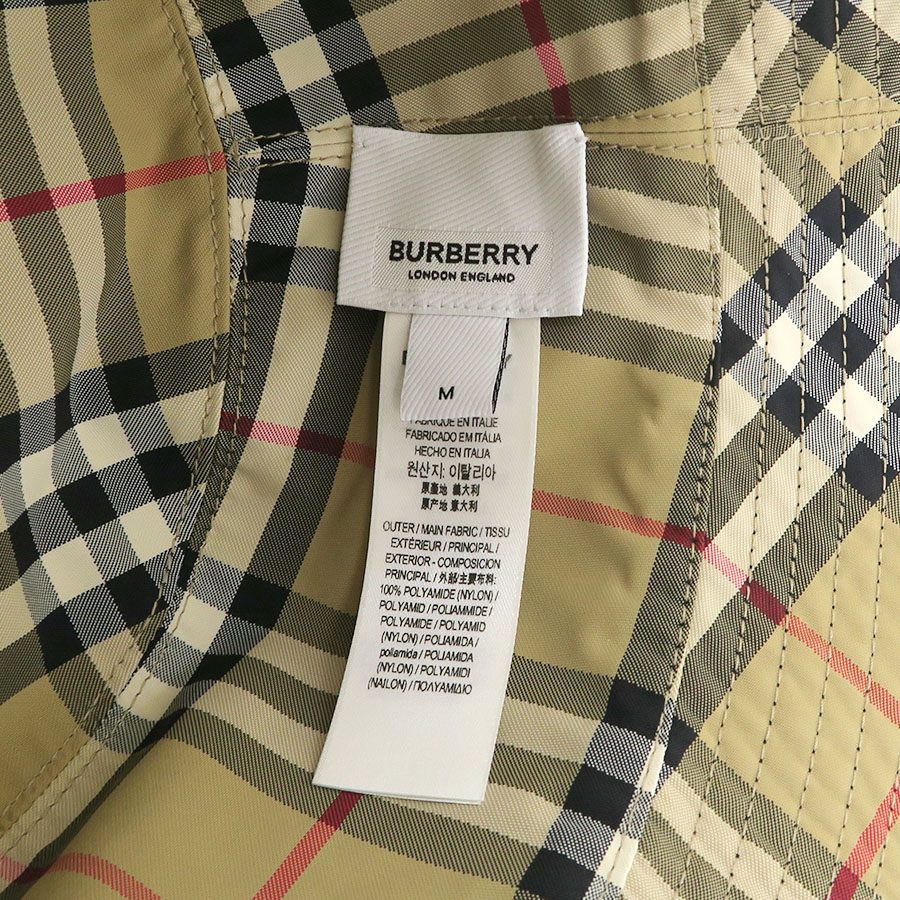 BURBERRY
LONDON ENGLAND
M
FABRIQUE EN ITALIE
FABRICADO EM ITÁLIA
HECHO EN ITALIA
원산지: 이탈리아
原產地 義大利
原产地 意大利
OUTER / MAIN FABRIC / TISSU
EXTÉRIEUR / PRINCIPAL /
EXTERIOR - COMPOSICION
PRINCIPAL / 外部/主要布料:
100% POLYAMIDE (NYLON) /
POLYAMID / POLIAMMIDE /
POLYAMIDE / POLYAMID
(NYLON) / POLIAMIDA /
poliamida / POLIAMIDA
(NYLON) / POLYAMIDI
(NAILON) / ΠΟΛΥΑΜΙΔΙΟ